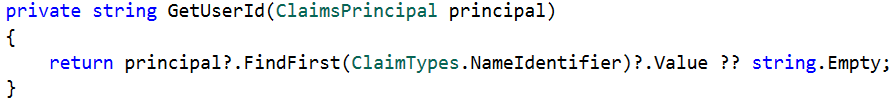 private string GetUserId(ClaimsPrincipal principal)
{
    return principal?.FindFirst(ClaimTypes.NameIdentifier)?.Value ?? string.Empty;
}